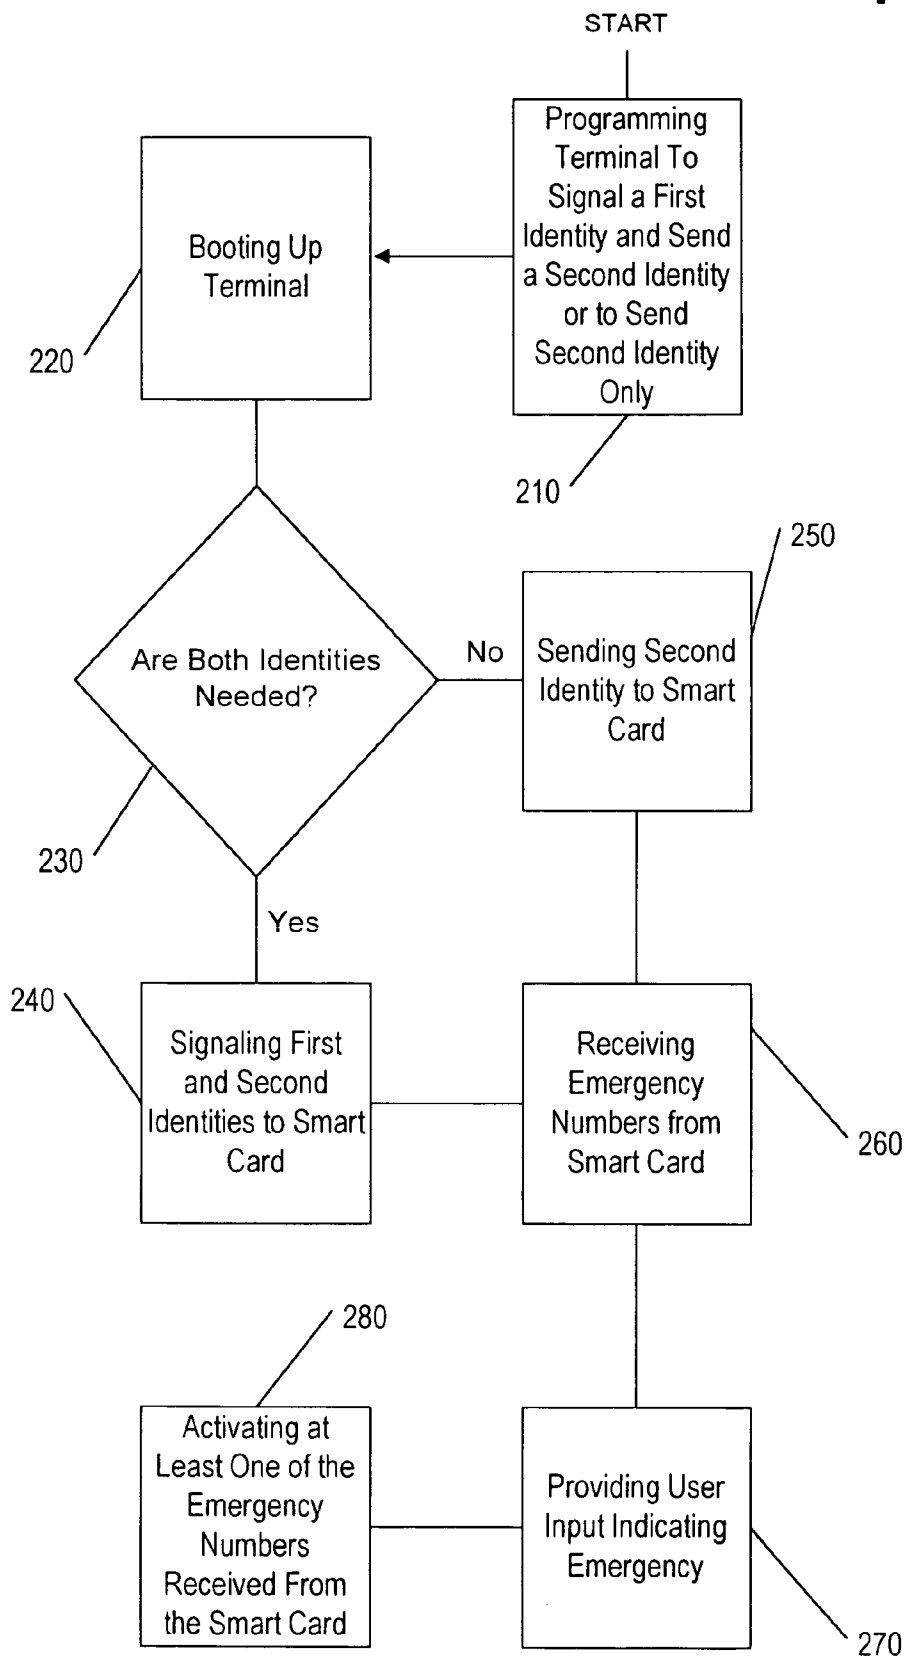 START
Programming
Terminal To
Signal a First
Identity and Send
a Second Identity
or to Send
Second Identity
Only
210
Booting Up
Terminal
220
Are Both Identities
Needed?
230
No
Yes
250
Sending Second
Identity to Smart
Card
240
Signaling First
and Second
Identities to Smart
Card
Receiving
Emergency
Numbers from
Smart Card
260
280
Activating at
Least One of the
Emergency
Numbers
Received From
the Smart Card
Providing User
Input Indicating
Emergency
270